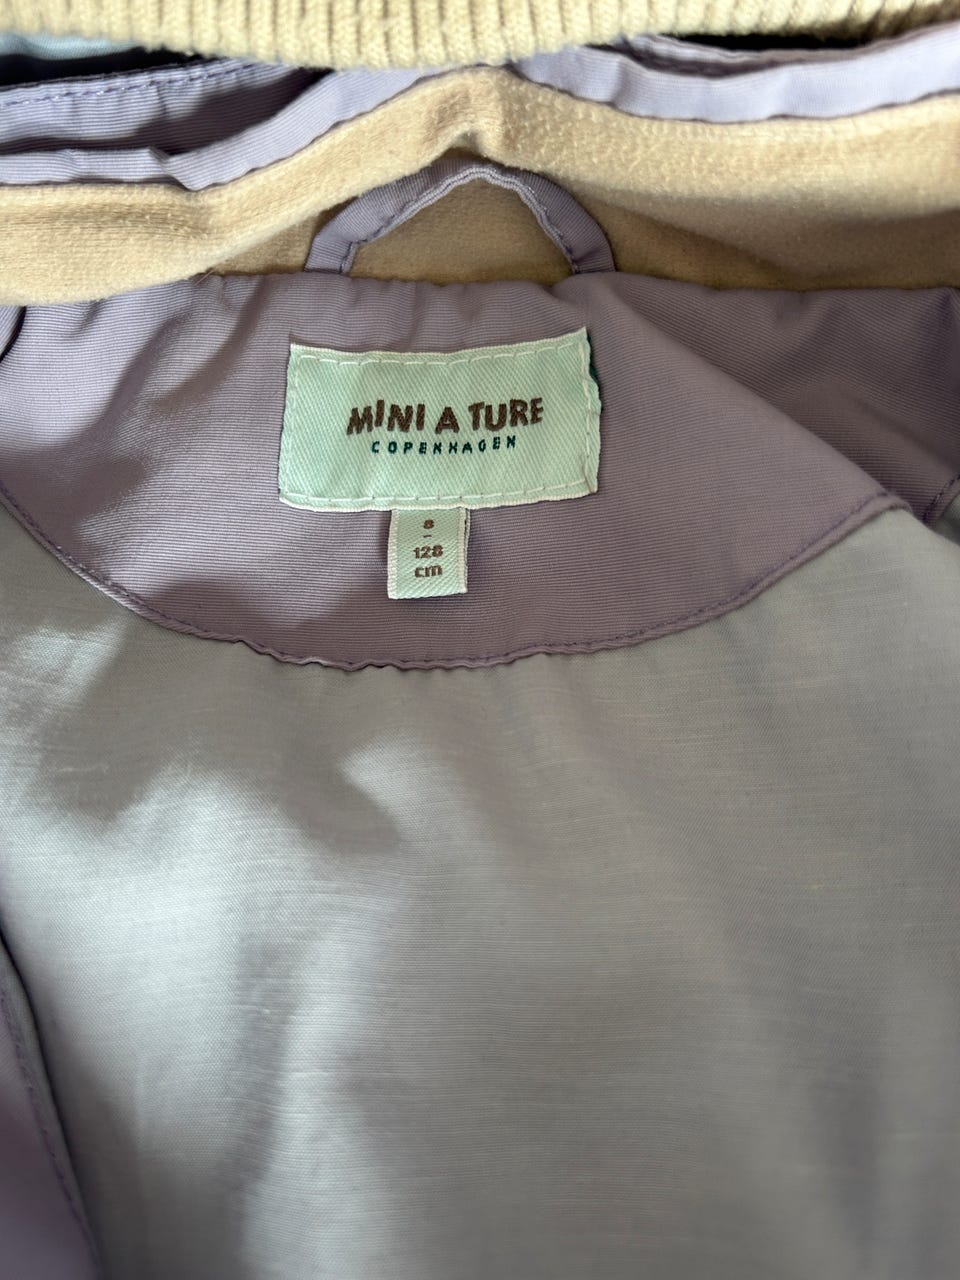 MINI A TURE
COPENHAGEN
8
-
128
cm